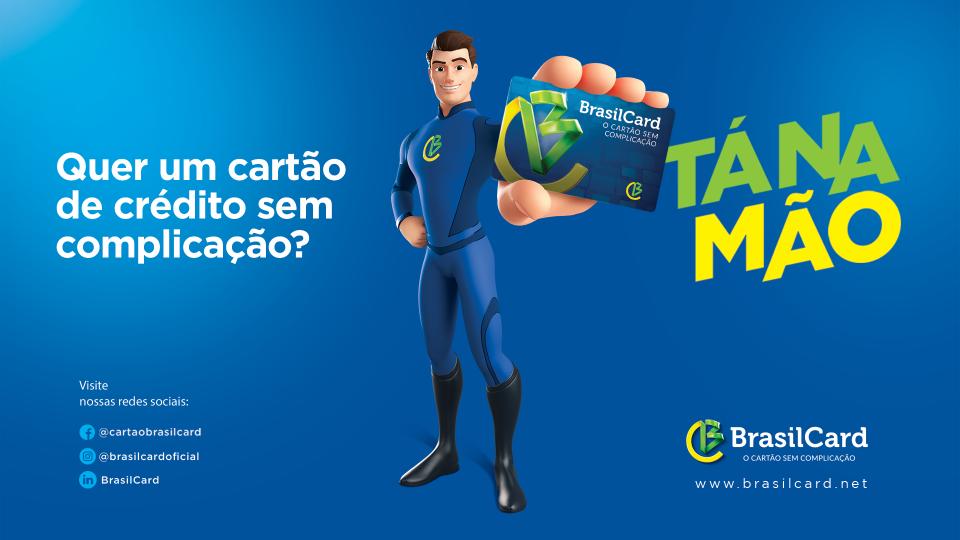 Quer um cartão
de crédito sem
complicação?
BrasilCard
O CARTÃO SEM
COMPLICAÇÃO
TÁ NA
MÃO
Visite
nossas redes sociais:
@cartaobrasilcard
@brasilcardoficial
BrasilCard
BrasilCard
O CARTÃO SEM COMPLICAÇÃO
www.brasilcard.net